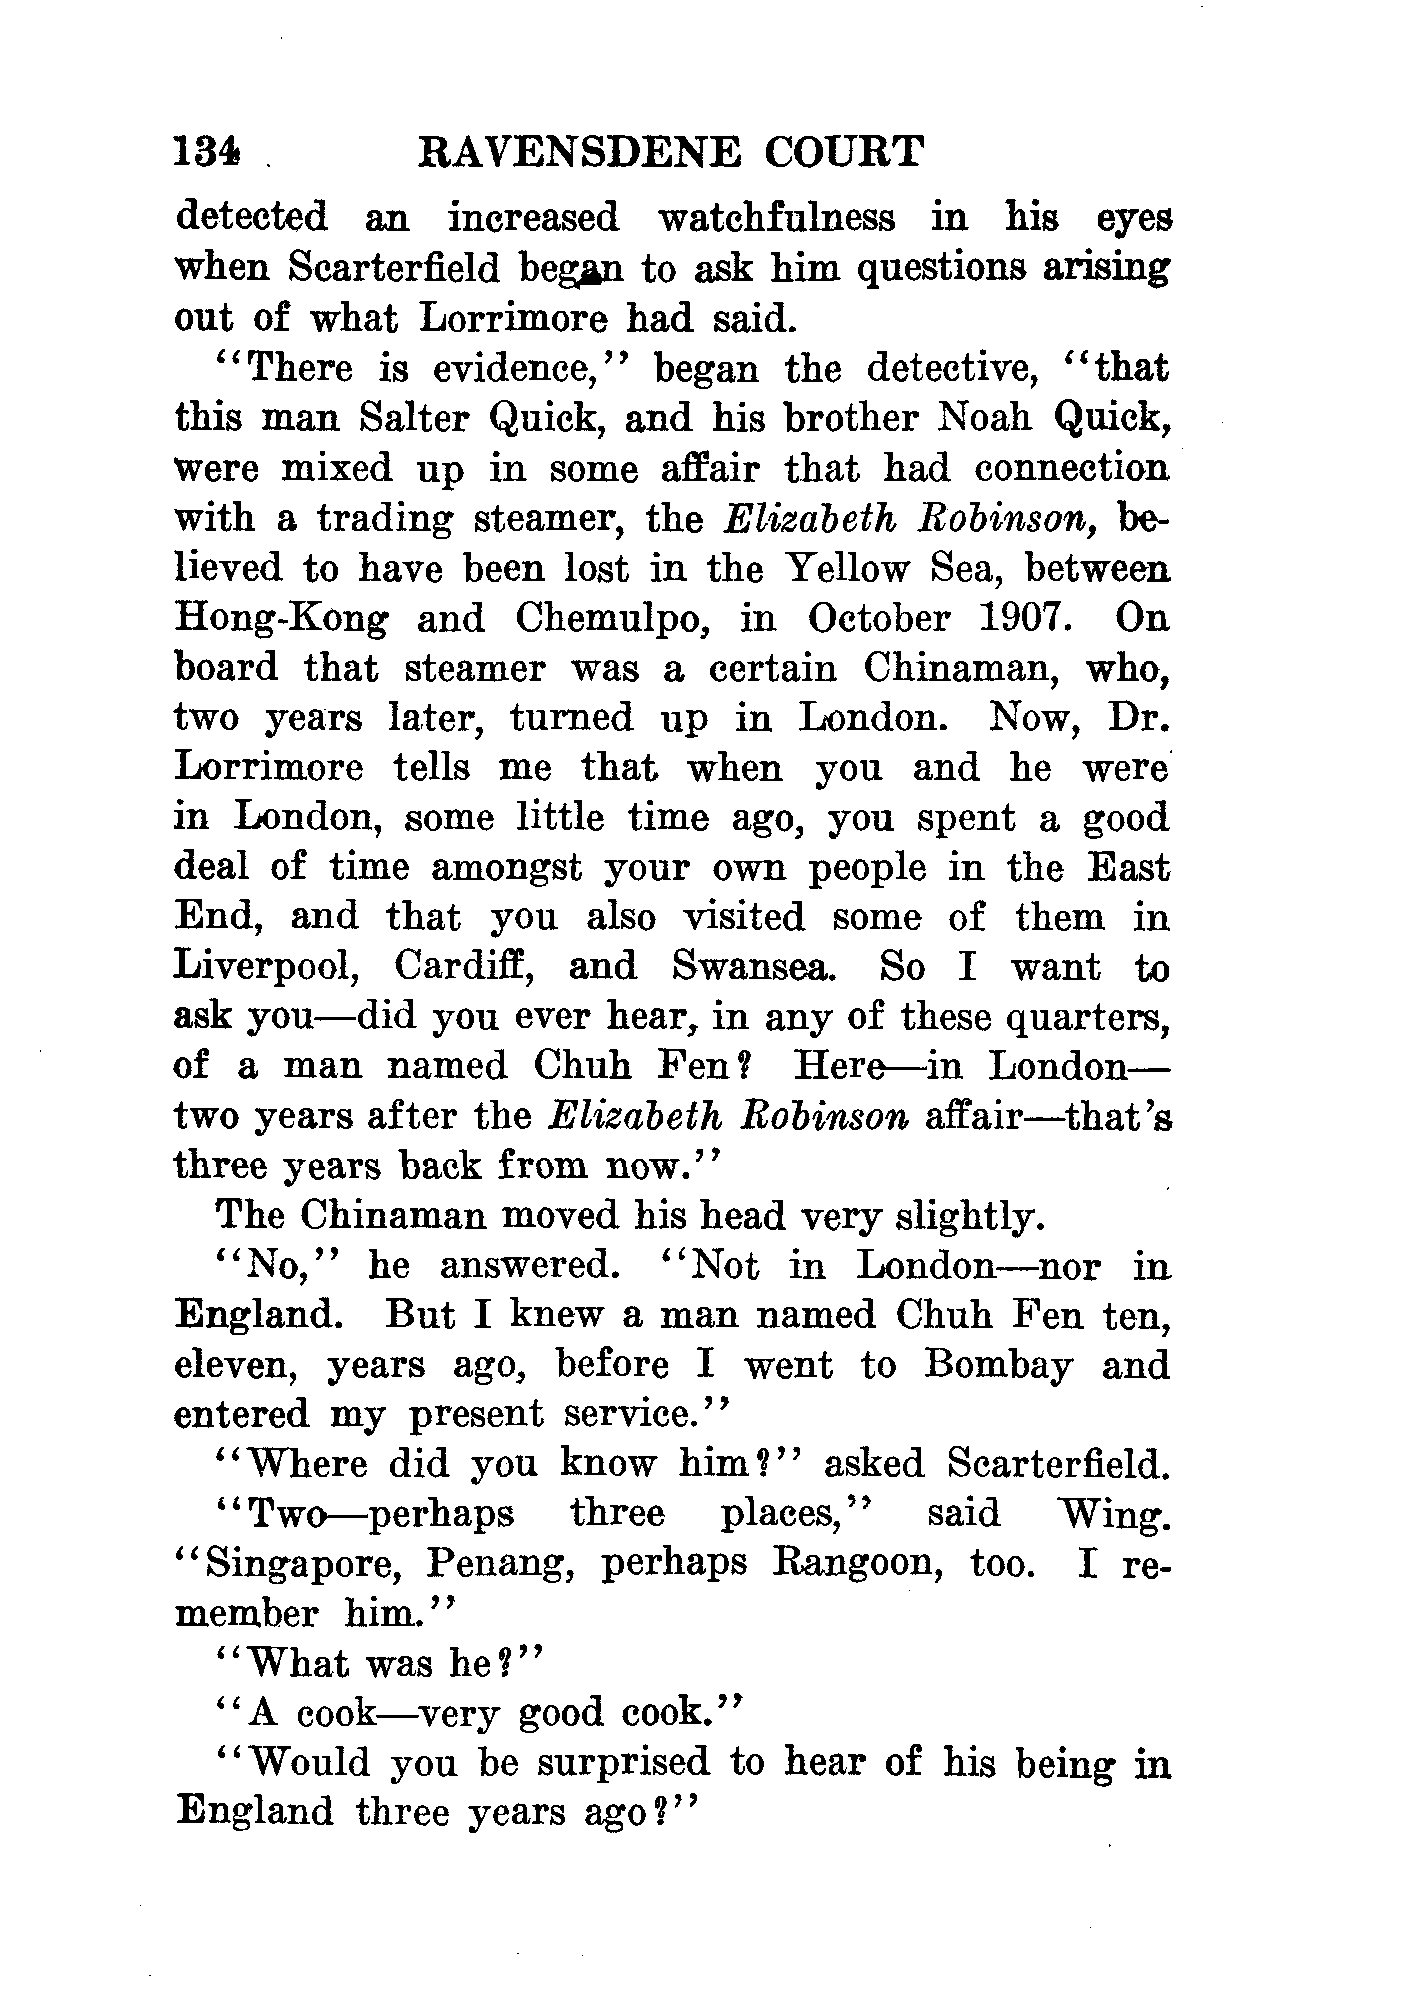 134 RAVENSDENE COURT
detected an increased watchfulness in his eyes
when Scarterfield began to ask him questions arising
out of what Lorrimore had said.
"There is evidence," began the detective, "that
this man Salter Quick, and his brother Noah Quick,
were mixed up in some affair that had connection
with a trading steamer, the Elizabeth Robinson, be-
lieved to have been lost in the Yellow Sea, between
Hong-Kong and Chemulpo, in October 1907. On
board that steamer was a certain Chinaman, who,
two years later, turned up in London. Now, Dr.
Lorrimore tells me that when you and he were
in London, some little time ago, you spent a good
deal of time amongst your own people in the East
End, and that you also visited some of them in
Liverpool, Cardiff, and Swansea. So I want to
ask you—did you ever hear, in any of these quarters,
of a man named Chuh Fen? Here—in London—
two years after the Elizabeth Robinson affair—that's
three years back from now."
The Chinaman moved his head very slightly.
"No," he answered. "Not in London—nor in
England. But I knew a man named Chuh Fen ten,
eleven, years ago, before I went to Bombay and
entered my present service."
"Where did you know him?" asked Scarterfield.
"Two—perhaps three places," said Wing.
"Singapore, Penang, perhaps Rangoon, too. I re-
member him."
"What was he?"
"A cook—very good cook."
"Would you be surprised to hear of his being in
England three years ago?"